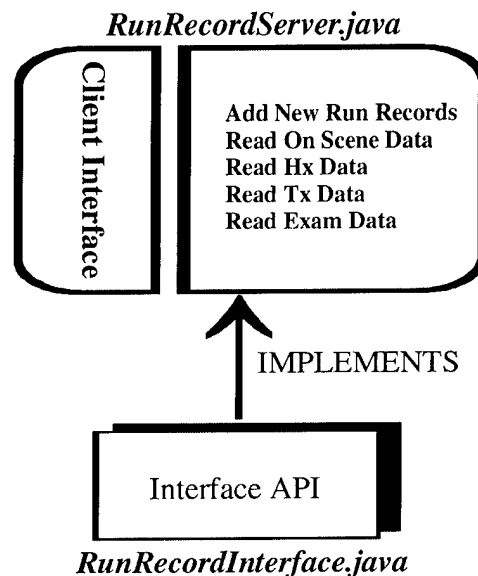 RunRecordServer.java
Client Interface
Add New Run Records
Read On Scene Data
Read Hx Data
Read Tx Data
Read Exam Data
IMPLEMENTS
Interface API
RunRecordInterface.java